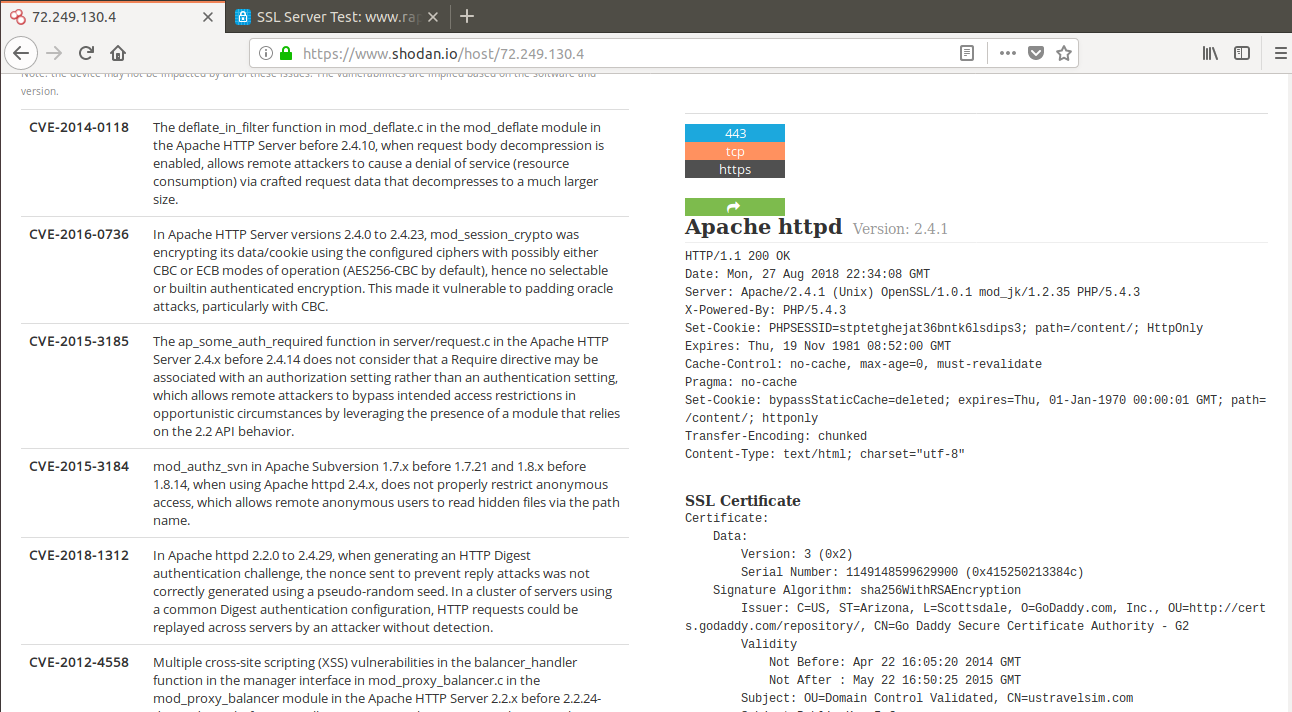 72.249.130.4
SSL Server Test: www.rap
https://www.shodan.io/host/72.249.130.4
Note: the device may not be impacted by all of these issues. The vulnerabilities are implied based on the software and
version.
CVE-2014-0118
The deflate_in_filter function in mod_deflate.c in the mod_deflate module in
the Apache HTTP Server before 2.4.10, when request body decompression is
enabled, allows remote attackers to cause a denial of service (resource
consumption) via crafted request data that decompresses to a much larger
size.
CVE-2016-0736
In Apache HTTP Server versions 2.4.0 to 2.4.23, mod_session_crypto was
encrypting its data/cookie using the configured ciphers with possibly either
CBC or ECB modes of operation (AES256-CBC by default), hence no selectable
or builtin authenticated encryption. This made it vulnerable to padding oracle
attacks, particularly with CBC.
CVE-2015-3185
The ap_some_auth_required function in server/request.c in the Apache HTTP
Server 2.4.x before 2.4.14 does not consider that a Require directive may be
associated with an authorization setting rather than an authentication setting,
which allows remote attackers to bypass intended access restrictions in
opportunistic circumstances by leveraging the presence of a module that relies
on the 2.2 API behavior.
CVE-2015-3184
mod_authz_svn in Apache Subversion 1.7.x before 1.7.21 and 1.8.x before
1.8.14, when using Apache httpd 2.4.x, does not properly restrict anonymous
access, which allows remote anonymous users to read hidden files via the path
name.
CVE-2018-1312
In Apache httpd 2.2.0 to 2.4.29, when generating an HTTP Digest
authentication challenge, the nonce sent to prevent reply attacks was not
correctly generated using a pseudo-random seed. In a cluster of servers using
a common Digest authentication configuration, HTTP requests could be
replayed across servers by an attacker without detection.
CVE-2012-4558
Multiple cross-site scripting (XSS) vulnerabilities in the balancer_handler
function in the manager interface in mod_proxy_balancer.c in the
mod_proxy_balancer module in the Apache HTTP Server 2.2.x before 2.2.24-
443
tcp
https
Apache httpd Version: 2.4.1
HTTP/1.1 200 OK
Date: Mon, 27 Aug 2018 22:34:08 GMT
Server: Apache/2.4.1 (Unix) OpenSSL/1.0.1 mod_jk/1.2.35 PHP/5.4.3
X-Powered-By: PHP/5.4.3
Set-Cookie: PHPSESSID=stptetghejat36bntk6lsdips3; path=/content/; HttpOnly
Expires: Thu, 19 Nov 1981 08:52:00 GMT
Cache-Control: no-cache, max-age=0, must-revalidate
Pragma: no-cache
Set-Cookie: bypassStaticCache=deleted; expires=Thu, 01-Jan-1970 00:00:01 GMT; path=
/content/; httponly
Transfer-Encoding: chunked
Content-Type: text/html; charset="utf-8"
SSL Certificate
Certificate:
Data:
Version: 3 (0x2)
Serial Number: 1149148599629900 (0x415250213384c)
Signature Algorithm: sha256WithRSAEncryption
Issuer: C=US, ST=Arizona, L=Scottsdale, O=GoDaddy.com, Inc., OU=http://cert
s.godaddy.com/repository/, CN=Go Daddy Secure Certificate Authority - G2
Validity
Not Before: Apr 22 16:05:20 2014 GMT
Not After : May 22 16:50:25 2015 GMT
Subject: OU=Domain Control Validated, CN=ustravelsim.com